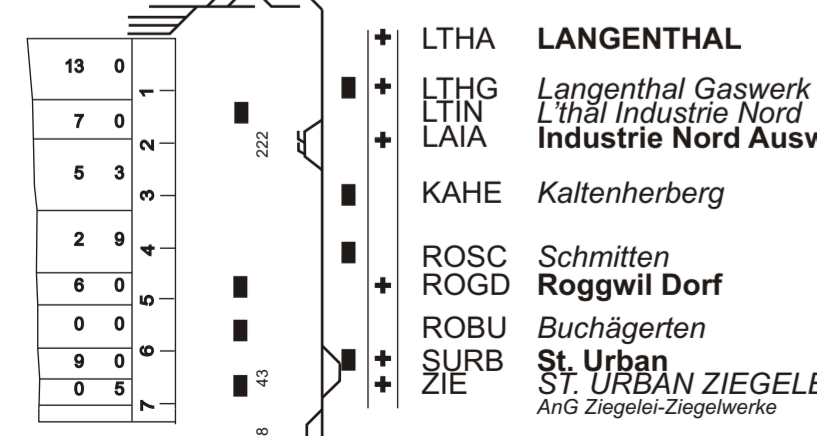 LTHA LANGENTHAL
13 0
LTHG Langenthal Gaswerk
1
LTIN L'thal Industrie Nord
7 0
LAIA Industrie Nord Ausw
2
222
5 3
KAHE Kaltenherberg
3
2 9
4
ROSC Schmitten
6 0
ROGD Roggwil Dorf
5
0 0
ROBU Buchägerten
6
9 0
SURB St. Urban
0 5
43
ZIE ST. URBAN ZIEGELE
7
AnG Ziegelei-Ziegelwerke
8